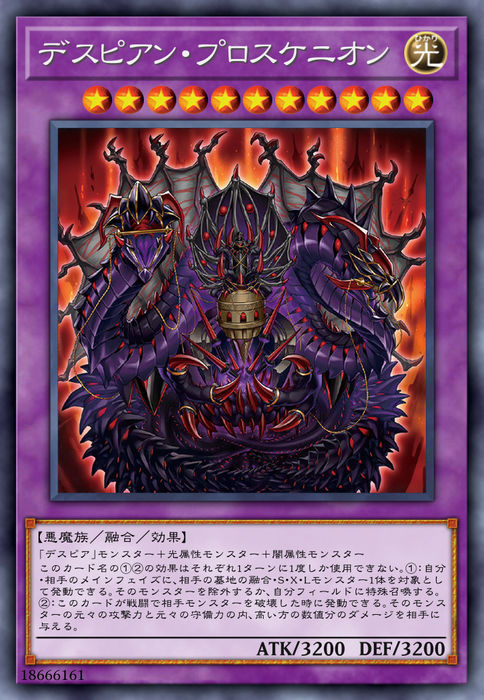 デスピアン・プロスケニオン
光
ひかり
【悪魔族／融合／効果】
「デスピア」モンスター＋光属性モンスター＋闇属性モンスター
このカード名の①②の効果はそれぞれ1ターンに1度しか使用できない。①：自分
・相手のメインフェイズに、相手の墓地の融合・S・X・Lモンスター1体を対象と
して発動できる。そのモンスターを除外するか、自分フィールドに特殊召喚する。
②：このカードが戦闘で相手モンスターを破壊した時に発動できる。そのモンス
ターの元々の攻撃力と元々の守備力の内、高い方の数値分のダメージを相手に
与える。
ATK/3200 DEF/3200
18666161